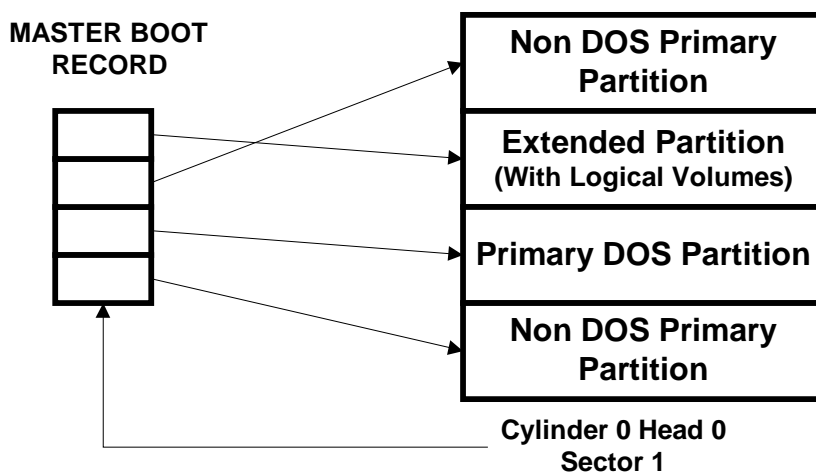 MASTER BOOT
RECORD
Non DOS Primary
Partition
Extended Partition
(With Logical Volumes)
Primary DOS Partition
Non DOS Primary
Partition
Cylinder 0 Head 0
Sector 1